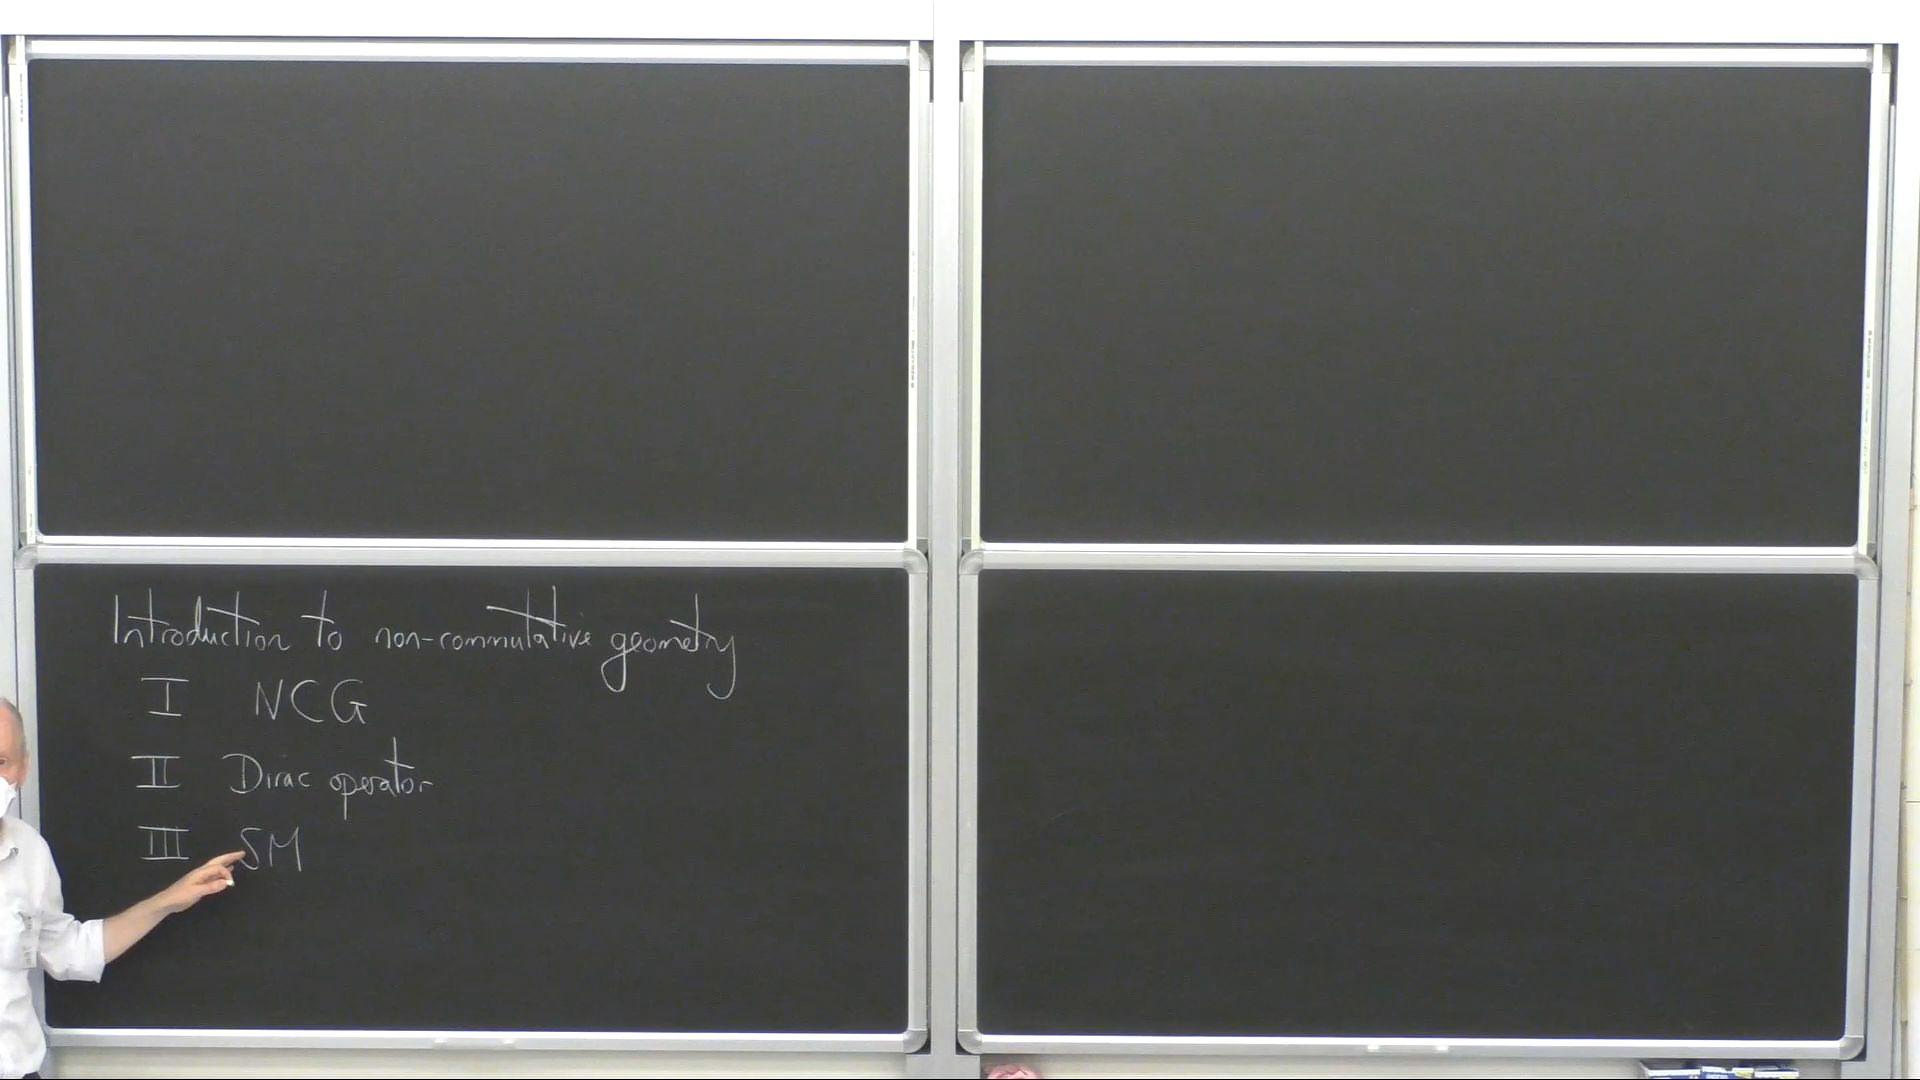 Introduction to non-commutative geometry
I NCG
II Dirac operator
III SM